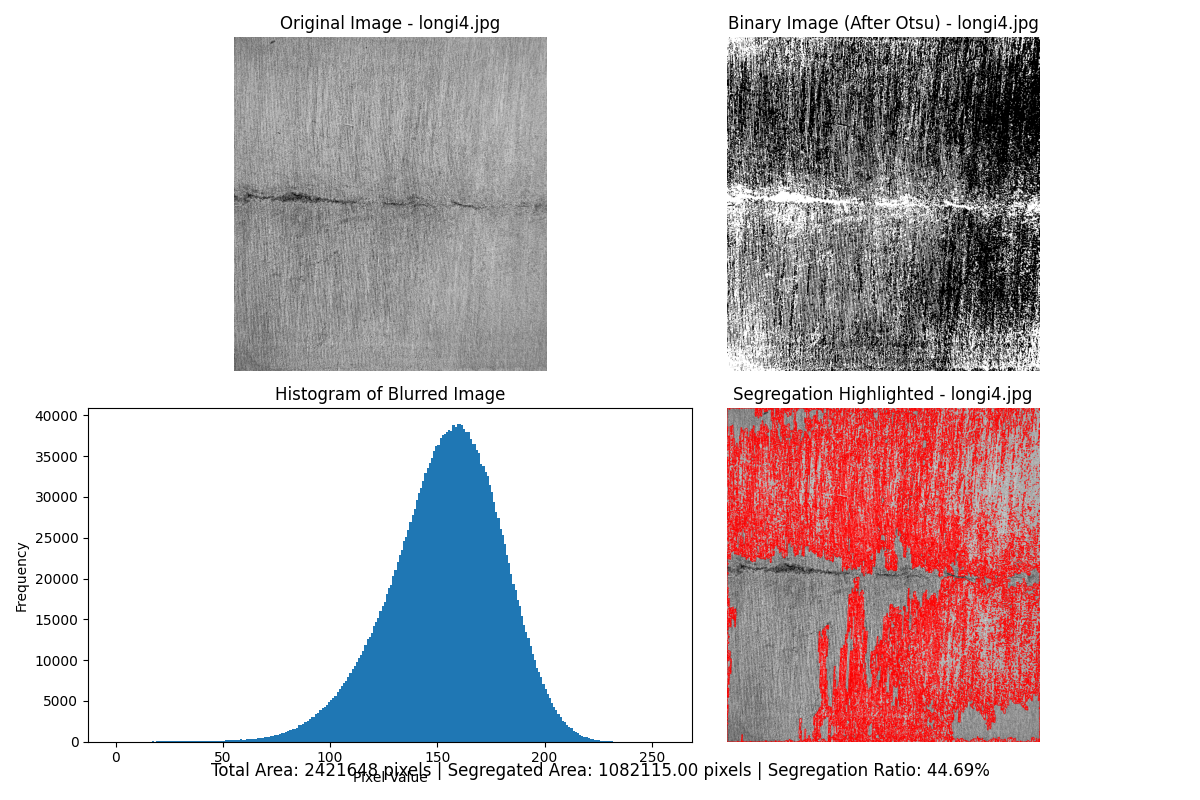 Original Image - longi4.jpg
Binary Image (After Otsu) - longi4.jpg
Histogram of Blurred Image
Segregation Highlighted - longi4.jpg
Frequency
40000
35000
30000
25000
20000
15000
10000
5000
0
0 50 100 150 200 250
Pixel Value
Total Area: 2421648 pixels | Segregated Area: 1082115.00 pixels | Segregation Ratio: 44.69%